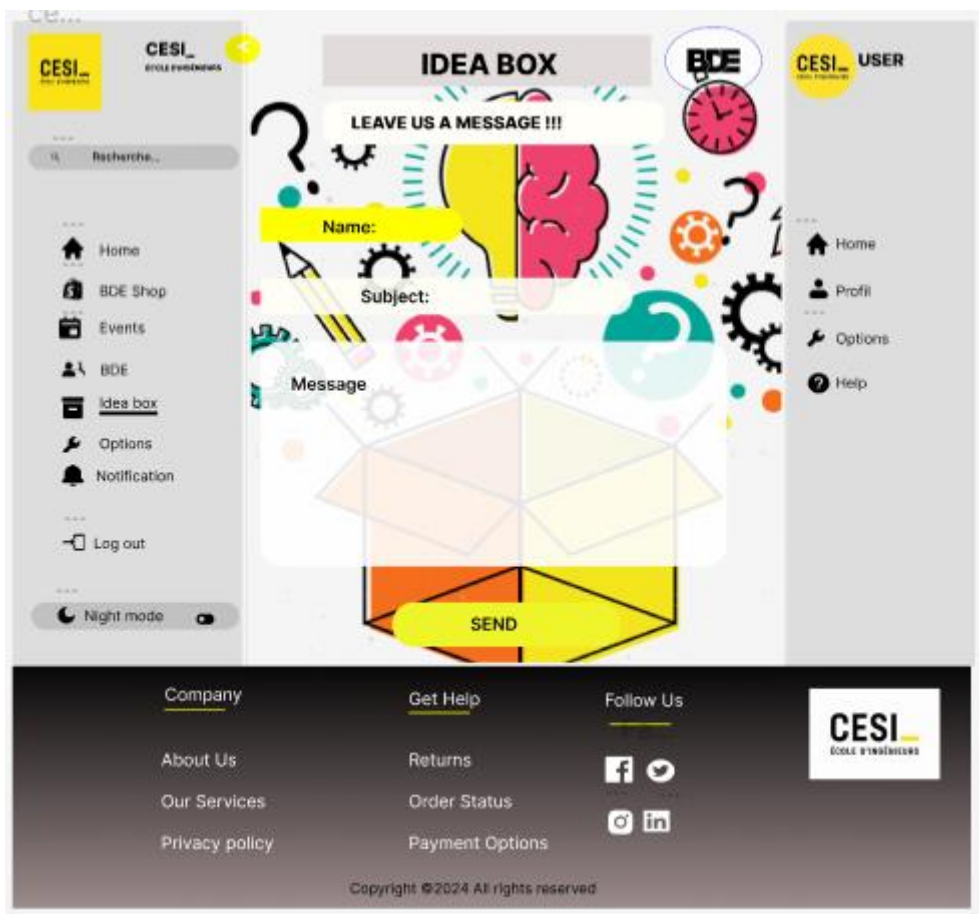 ce...
CESI_
CESI_
ÉCOLE D'INGÉNIEURS
<
Recherche...
Home
BDE Shop
Events
BDE
Idea box
Options
Notification
Log out
Night mode
IDEA BOX
BDE
LEAVE US A MESSAGE !!!
Name:
Subject:
Message
SEND
CESI_
USER
Home
Profil
Options
Help
Company
About Us
Our Services
Privacy policy
Get Help
Returns
Order Status
Payment Options
Follow Us
CESI_
ÉCOLE D'INGÉNIEURS
Copyright ©2024 All rights reserved